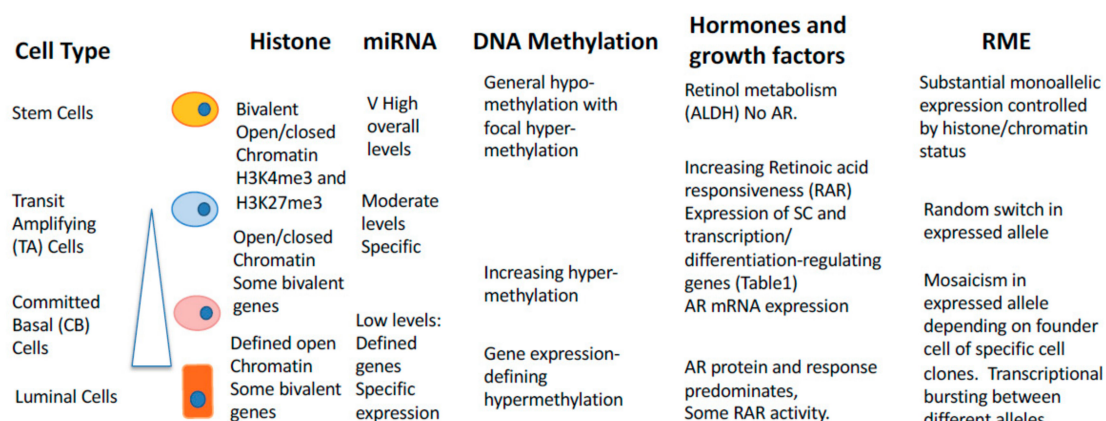 Cell Type
Histone
miRNA
DNA Methylation
Hormones and
growth factors
RME
Stem Cells
Bivalent
Open/closed
Chromatin
H3K4me3 and
H3K27me3
V High
overall
levels
General hypo-
methylation with
focal hyper-
methylation
Retinol metabolism
(ALDH) No AR.
Substantial monoallelic
expression controlled
by histone/chromatin
status
Transit
Amplifying
(TA) Cells
Open/closed
Chromatin
Some bivalent
genes
Moderate
levels
Specific
Increasing hyper-
methylation
Increasing Retinoic acid
responsiveness (RAR)
Expression of SC and
transcription/
differentiation-regulating
genes (Table1)
AR mRNA expression
Random switch in
expressed allele
Committed
Basal (CB)
Cells
Luminal Cells
Defined open
Chromatin
Some bivalent
genes
Low levels:
Defined
genes
Specific
expression
Gene expression-
defining
hypermethylation
AR protein and response
predominates,
Some RAR activity.
Mosaicism in
expressed allele
depending on founder
cell of specific cell
clones. Transcriptional
bursting between
different alleles